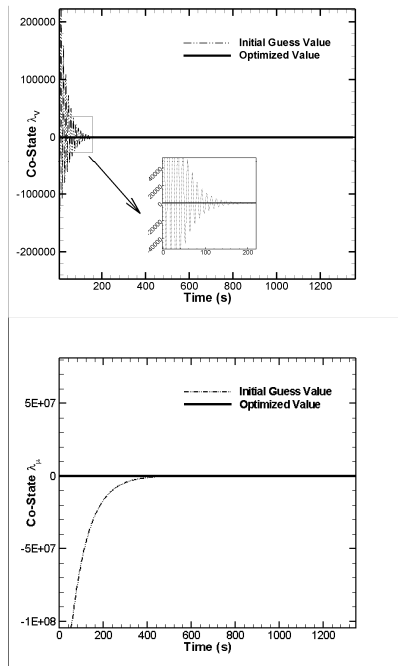 200000
100000
0
-100000
-200000
Co-State λV
Initial Guess Value
Optimized Value
40000
20000
0
-20000
-40000
0 100 200
200 400 600 800 1000 1200
Time (s)
5E+07
0
-5E+07
-1E+08
Co-State λμ
Initial Guess Value
Optimized Value
0 200 400 600 800 1000 1200
Time (s)